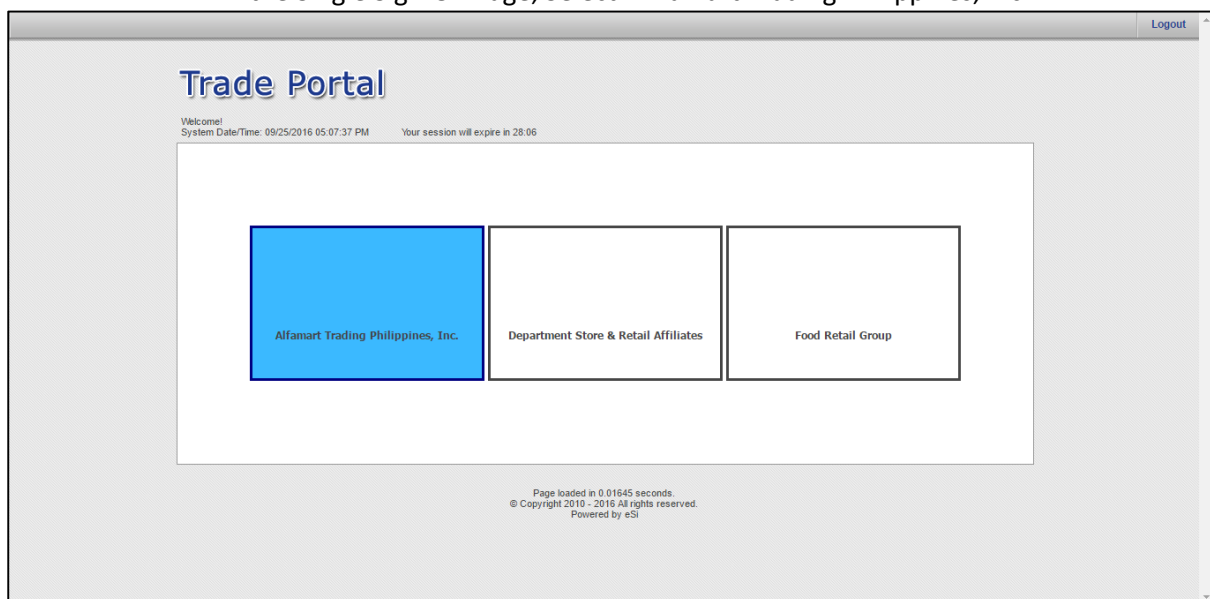 Logout
Trade Portal
Welcome!
System Date/Time: 09/25/2016 05:07:37 PM Your session will expire in 28:06
Alfamart Trading Philippines, Inc.
Department Store & Retail Affiliates
Food Retail Group
Page loaded in 0.01645 seconds.
© Copyright 2010 - 2016 All rights reserved.
Powered by eSi